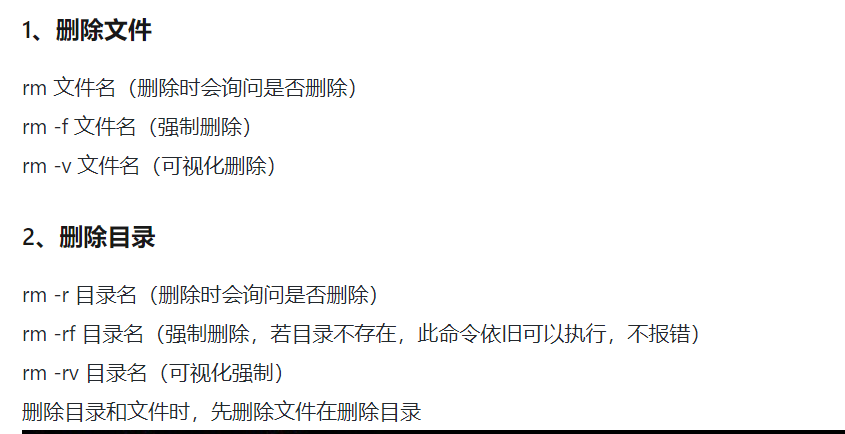 1、删除文件
rm 文件名（删除时会询问是否删除）
rm -f 文件名（强制删除）
rm -v 文件名（可视化删除）
2、删除目录
rm -r 目录名（删除时会询问是否删除）
rm -rf 目录名（强制删除，若目录不存在，此命令依旧可以执行，不报错）
rm -rv 目录名（可视化强制）
删除目录和文件时，先删除文件在删除目录